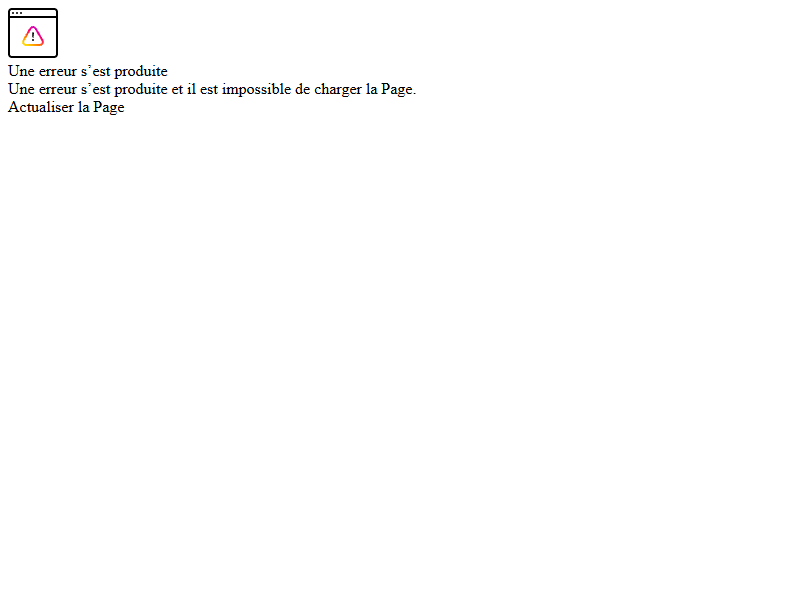 Une erreur s’est produite
Une erreur s’est produite et il est impossible de charger la Page.
Actualiser la Page